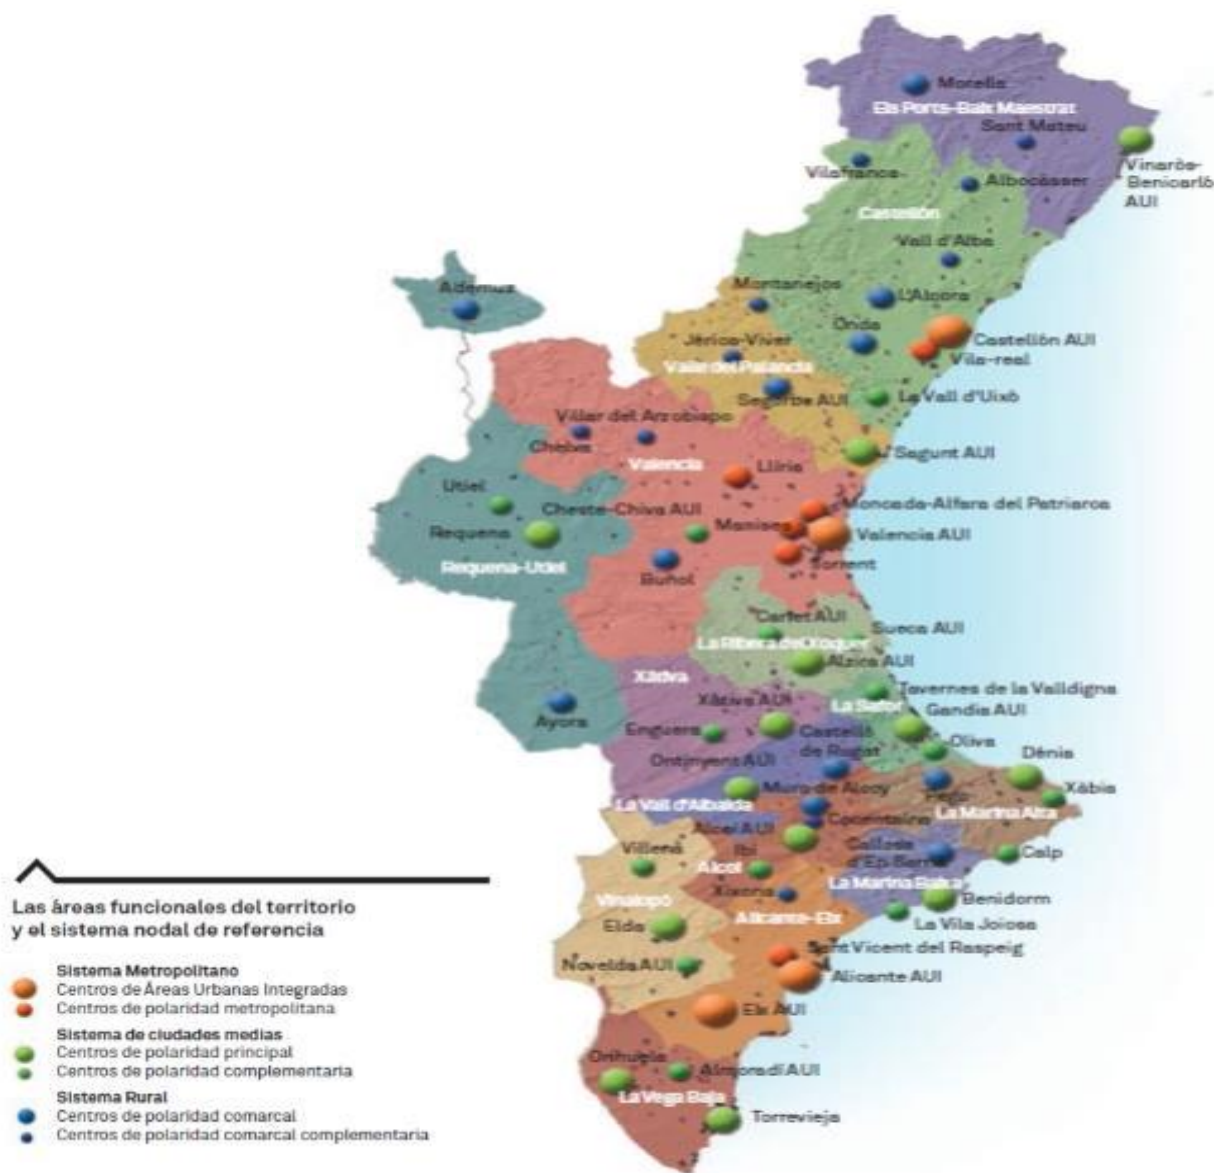 Morella
Els Ports-Baix Maestrat
Sant Mateu
Vinaròs-
Benicarló
AUI
Vilafranca
Albocàsser
Castellón
Vall d'Alba
Ademuz
Montanejos
L'Alcora
Onda
Castellón AUI
Jérica-Viver
Vila-real
Valle del Palancia
Segorbe AUI
La Vall d'Uixó
Villar del Arzobispo
Chelva
Sagunt AUI
Valencia
Llíria
Utiel
Cheste-Chiva AUI
Moncada-Alfara del Patriarca
Manises
Requena
Valencia AUI
Requena-Utiel
Buñol
Torrent
Carlet AUI
Sueca AUI
La Ribera del Xúquer
Alzira AUI
Xàtiva
Tavernes de la Valldigna
Xàtiva AUI
La Safor
Gandia AUI
Ayora
Enguera
Castelló
de Rugat
Oliva
Ontinyent AUI
Dénia
Muro de Alcoy
Pego
Xàbia
La Vall d'Albaida
La Marina Alta
Cocentaina
Alcoi AUI
Ibi
Callosa
d'En Sarrià
Calp
Villena
Alcoi
La Marina Baixa
Xixona
Vinalopó
Benidorm
Alicante-Elx
La Vila Joiosa
Elda
Sant Vicent del Raspeig
Novelda AUI
Alicante AUI
Elx AUI
Orihuela
Almoradí AUI
La Vega Baja
Torrevieja
Las áreas funcionales del territorio
y el sistema nodal de referencia
Sistema Metropolitano
Centros de Áreas Urbanas Integradas
Centros de polaridad metropolitana
Sistema de ciudades medias
Centros de polaridad principal
Centros de polaridad complementaria
Sistema Rural
Centros de polaridad comarcal
Centros de polaridad comarcal complementaria